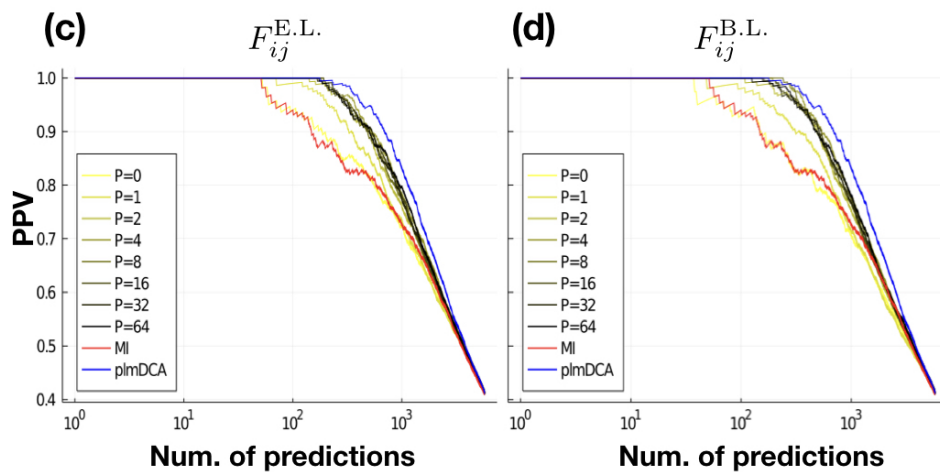 (c) F_{ij}^{E.L.}
PPV
1.0
0.9
0.8
0.7
0.6
0.5
0.4
P=0
P=1
P=2
P=4
P=8
P=16
P=32
P=64
MI
plmDCA
10^0 10^1 10^2 10^3
Num. of predictions
(d) F_{ij}^{B.L.}
P=0
P=1
P=2
P=4
P=8
P=16
P=32
P=64
MI
plmDCA
10^0 10^1 10^2 10^3
Num. of predictions